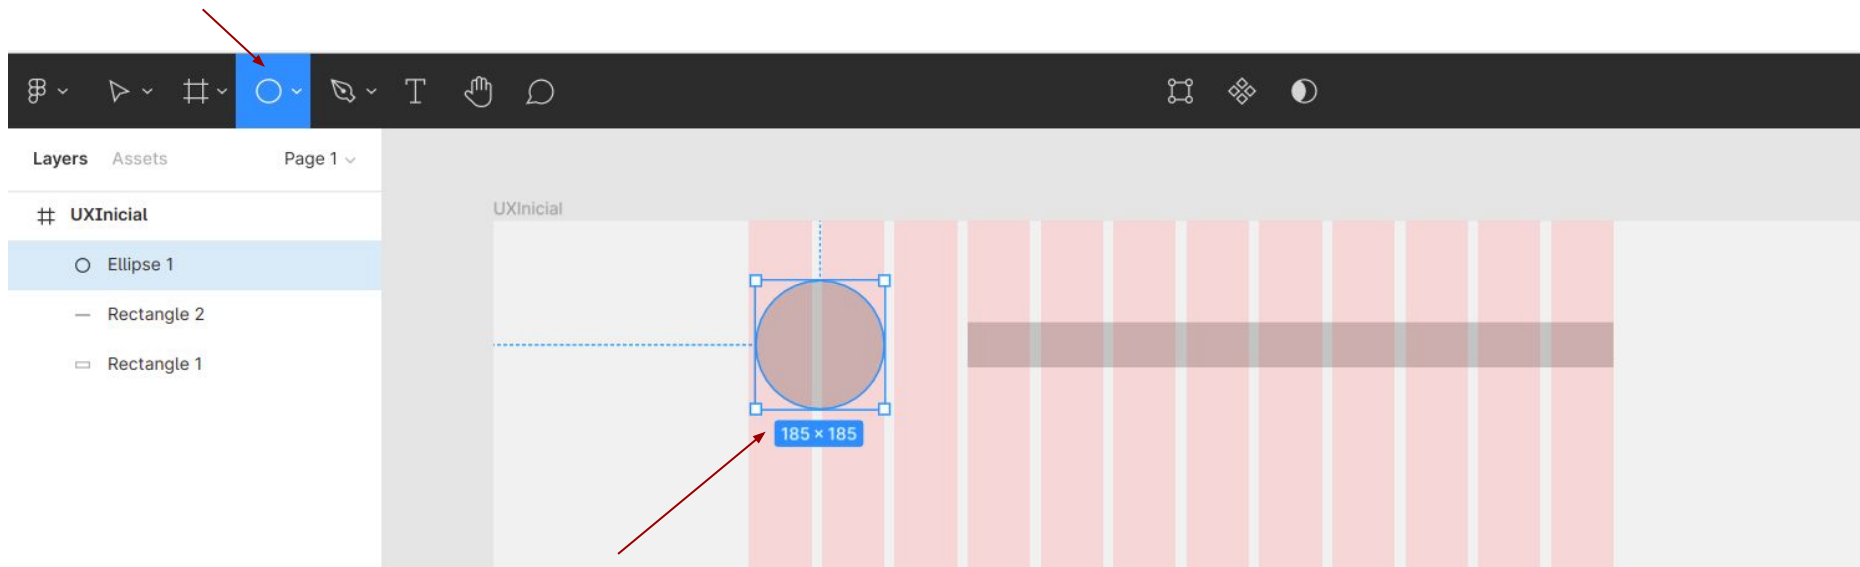 T
Layers Assets Page 1
UXInicial
UXInicial
Ellipse 1
Rectangle 2
Rectangle 1
185 × 185